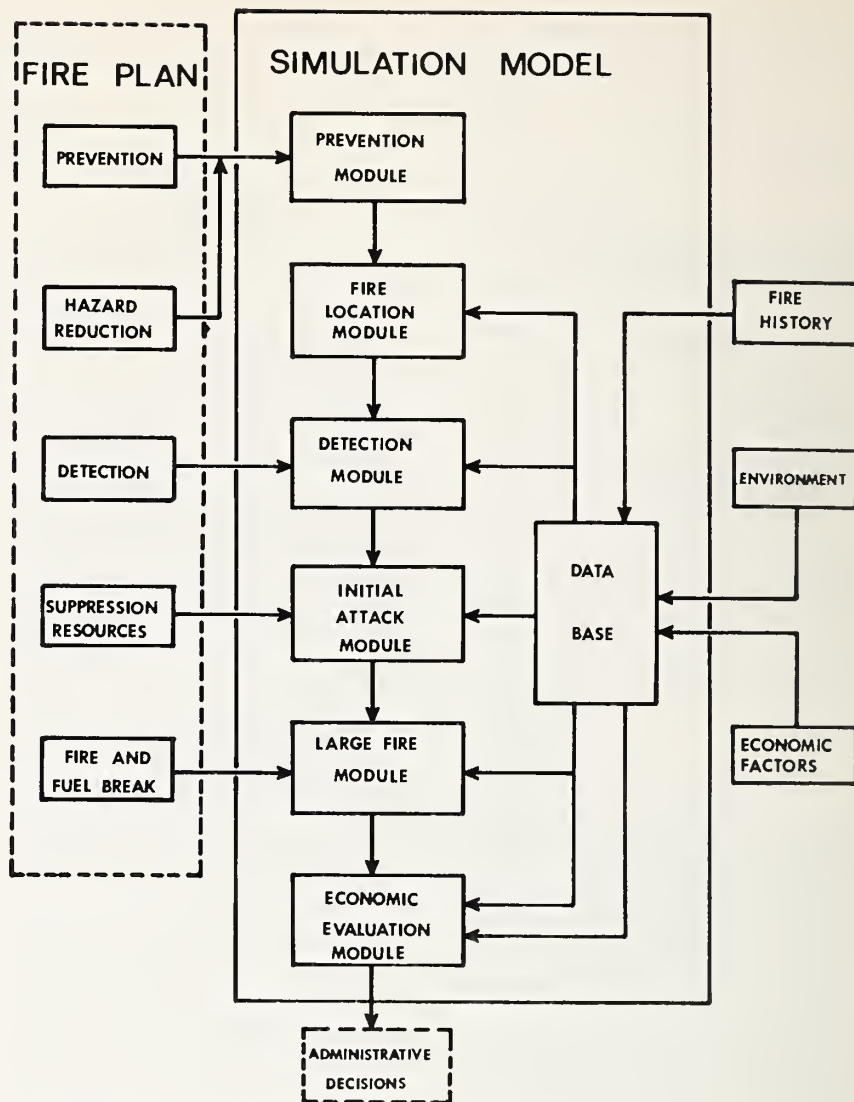 FIRE PLAN
PREVENTION
HAZARD
REDUCTION
DETECTION
SUPPRESSION
RESOURCES
FIRE AND
FUEL BREAK
SIMULATION MODEL
PREVENTION
MODULE
FIRE
LOCATION
MODULE
DETECTION
MODULE
INITIAL
ATTACK
MODULE
LARGE FIRE
MODULE
ECONOMIC
EVALUATION
MODULE
DATA
BASE
FIRE
HISTORY
ENVIRONMENT
ECONOMIC
FACTORS
ADMINISTRATIVE
DECISIONS